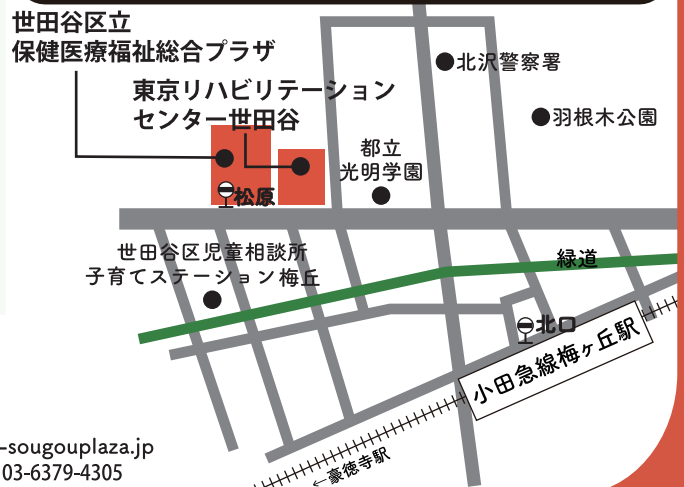 世田谷区立
保健医療福祉総合プラザ
東京リハビリテーション
センター世田谷
北沢警察署
羽根木公園
都立
光明学園
松原
世田谷区児童相談所
子育てステーション梅丘
緑道
北口
小田急線梅ヶ丘駅
←豪徳寺駅
-sougouplaza.jp
03-6379-4305